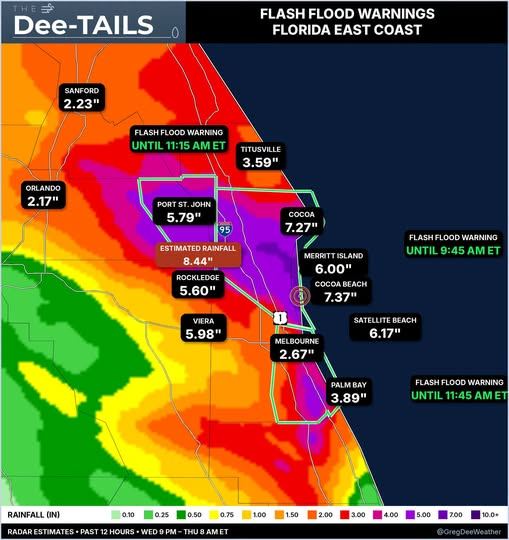 THE
Dee-TAILS
FLASH FLOOD WARNINGS
FLORIDA EAST COAST
SANFORD
2.23"
FLASH FLOOD WARNING
UNTIL 11:15 AM ET
TITUSVILLE
3.59"
ORLANDO
2.17"
PORT ST. JOHN
5.79"
COCOA
7.27"
95
FLASH FLOOD WARNING
UNTIL 9:45 AM ET
ESTIMATED RAINFALL
8.44"
MERRITT ISLAND
6.00"
ROCKLEDGE
5.60"
COCOA BEACH
7.37"
1
VIERA
5.98"
SATELLITE BEACH
6.17"
MELBOURNE
2.67"
PALM BAY
3.89"
FLASH FLOOD WARNING
UNTIL 11:45 AM ET
RAINFALL (IN) 0.10 0.25 0.50 0.75 1.00 1.50 2.00 3.00 4.00 5.00 7.00 10.0+
RADAR ESTIMATES • PAST 12 HOURS • WED 9 PM – THU 8 AM ET @GregDeeWeather